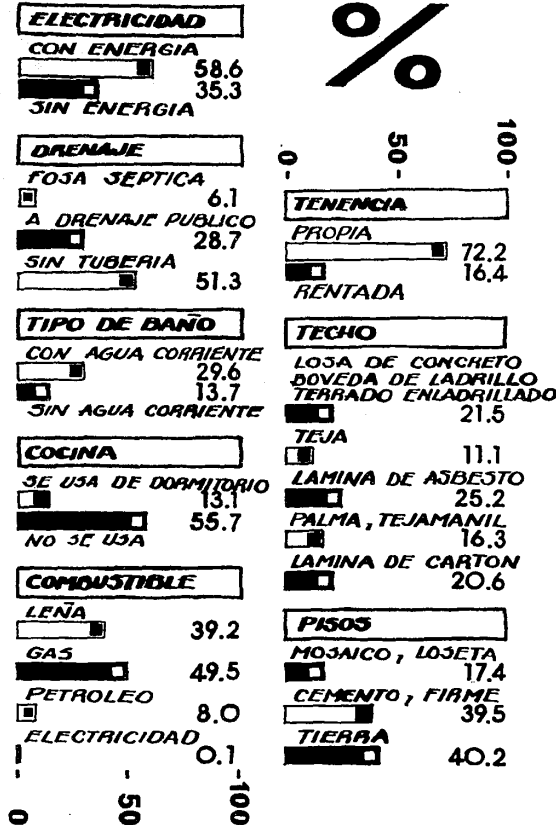 ELECTRICIDAD
CON ENERGIA
58.6
35.3
SIN ENERGIA
DRENAJE
FOSA SEPTICA
6.1
A DRENAJE PUBLICO
28.7
SIN TUBERIA
51.3
TIPO DE BAÑO
CON AGUA CORRIENTE
29.6
13.7
SIN AGUA CORRIENTE
COCINA
SE USA DE DORMITORIO
13.1
55.7
NO SE USA
COMBUSTIBLE
LEÑA
39.2
GAS
49.5
PETROLEO
8.0
ELECTRICIDAD
0.1
0 50 100
%
0 50 100
TENENCIA
PROPIA
72.2
16.4
RENTADA
TECHO
LOSA DE CONCRETO
BOVEDA DE LADRILLO
TERRADO ENLADRILLADO
21.5
TEJA
11.1
LAMINA DE ASBESTO
25.2
PALMA, TEJAMANIL
16.3
LAMINA DE CARTON
20.6
PISOS
MOSAICO, LOSETA
17.4
CEMENTO, FIRME
39.5
TIERRA
40.2